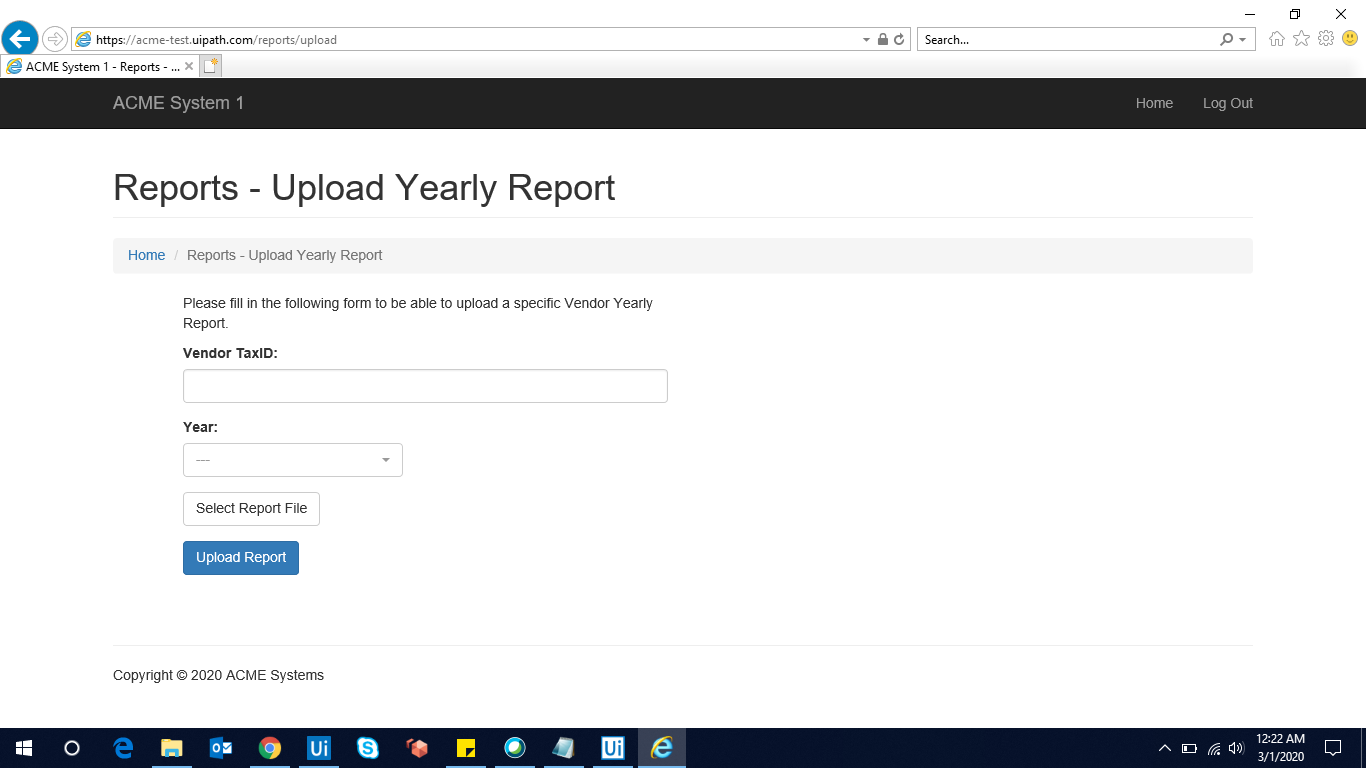 https://acme-test.uipath.com/reports/upload
Search...
ACME System 1 - Reports - ...
ACME System 1
Home
Log Out
Reports - Upload Yearly Report
Home / Reports - Upload Yearly Report
Please fill in the following form to be able to upload a specific Vendor Yearly
Report.
Vendor TaxID:
Year:
---
Select Report File
Upload Report
Copyright © 2020 ACME Systems
Ui
Ui
12:22 AM
3/1/2020